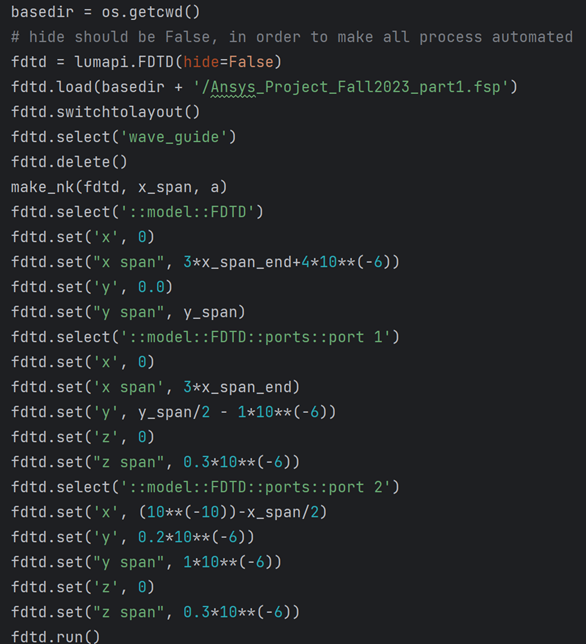 basedir = os.getcwd()
# hide should be False, in order to make all process automated
fdtd = lumapi.FDTD(hide=False)
fdtd.load(basedir + '/Ansys_Project_Fall2023_part1.fsp')
fdtd.switchtolayout()
fdtd.select('wave_guide')
fdtd.delete()
make_nk(fdtd, x_span, a)
fdtd.select('::model::FDTD')
fdtd.set('x', 0)
fdtd.set("x span", 3*x_span_end+4*10**(-6))
fdtd.set('y', 0.0)
fdtd.set("y span", y_span)
fdtd.select('::model::FDTD::ports::port 1')
fdtd.set('x', 0)
fdtd.set('x span', 3*x_span_end)
fdtd.set('y', y_span/2 - 1*10**(-6))
fdtd.set('z', 0)
fdtd.set("z span", 0.3*10**(-6))
fdtd.select('::model::FDTD::ports::port 2')
fdtd.set('x', (10**(-10))-x_span/2)
fdtd.set('y', 0.2*10**(-6))
fdtd.set("y span", 1*10**(-6))
fdtd.set('z', 0)
fdtd.set("z span", 0.3*10**(-6))
fdtd.run()